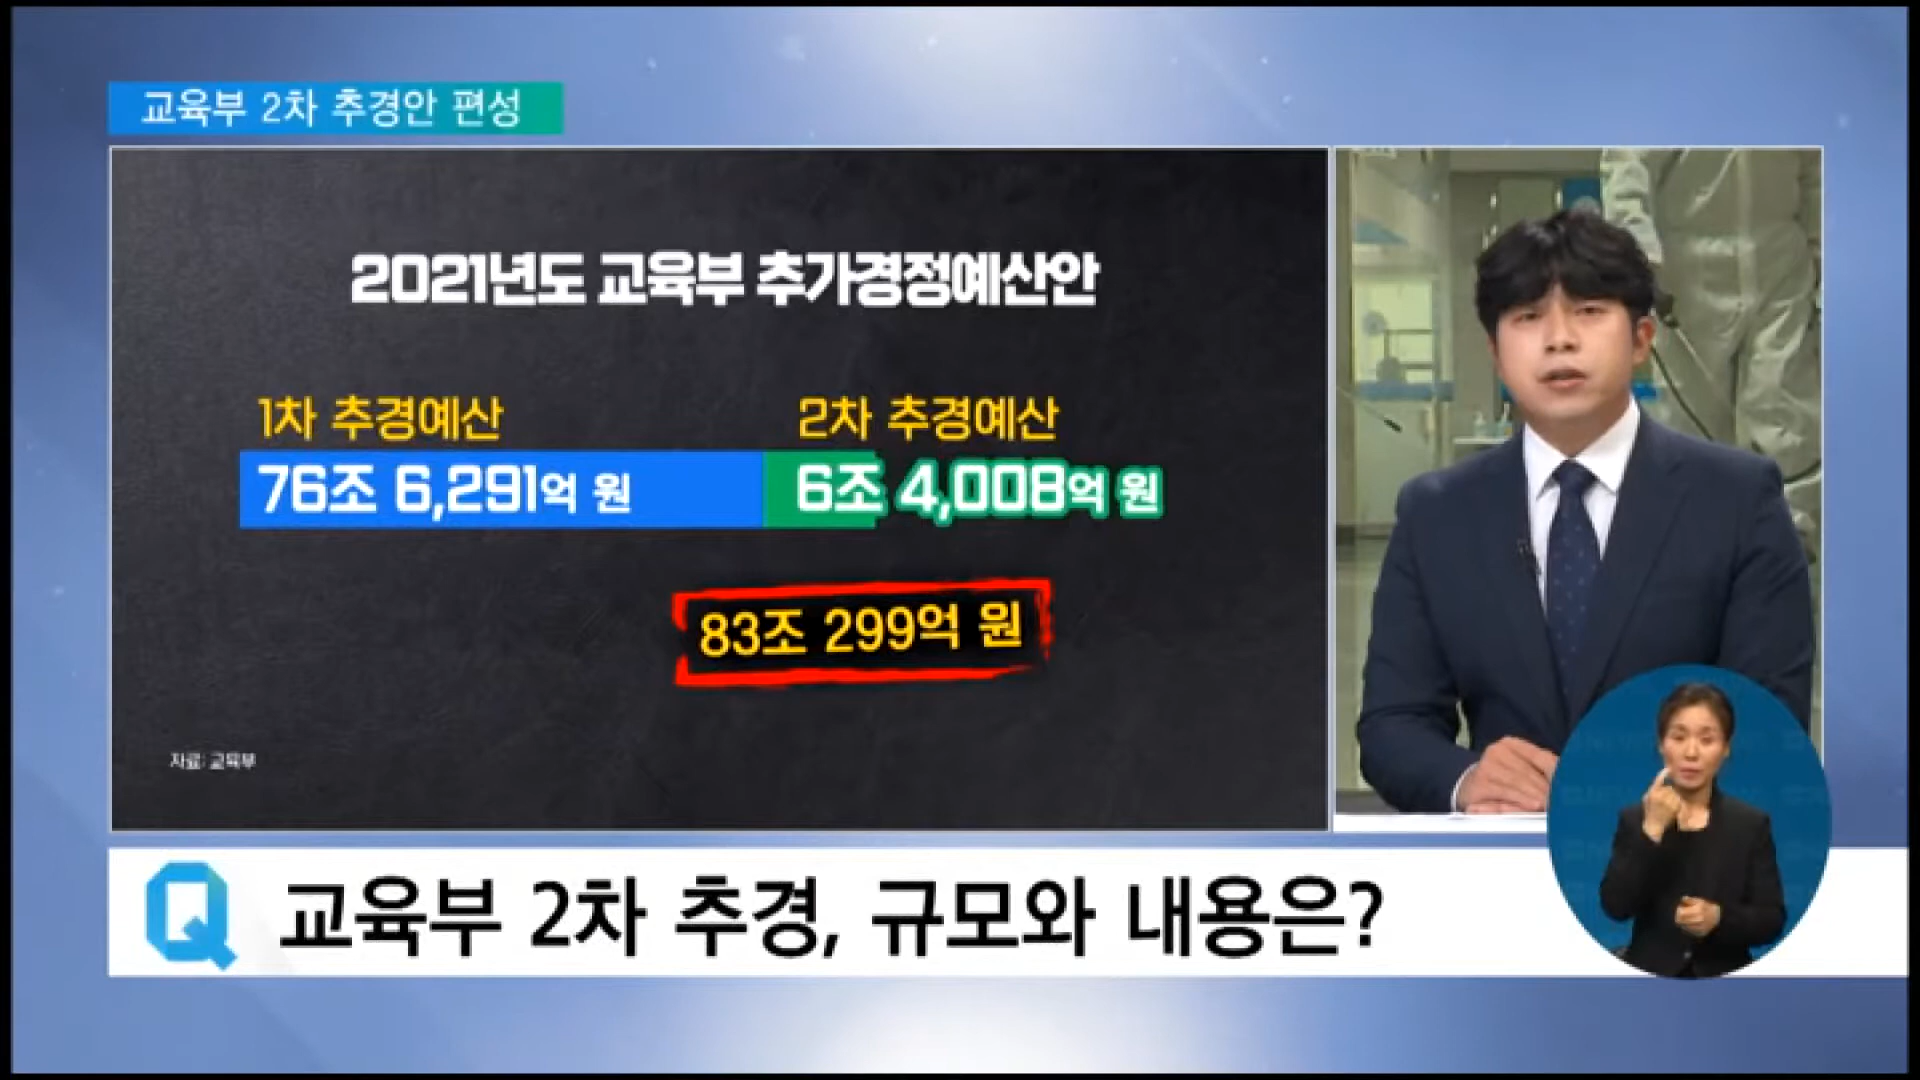 교육부 2차 추경안 편성
2021년도 교육부 추가경정예산안
1차 추경예산 2차 추경예산
76조 6,291억 원 6조 4,008억 원
83조 299억 원
자료: 교육부
Q 교육부 2차 추경, 규모와 내용은?